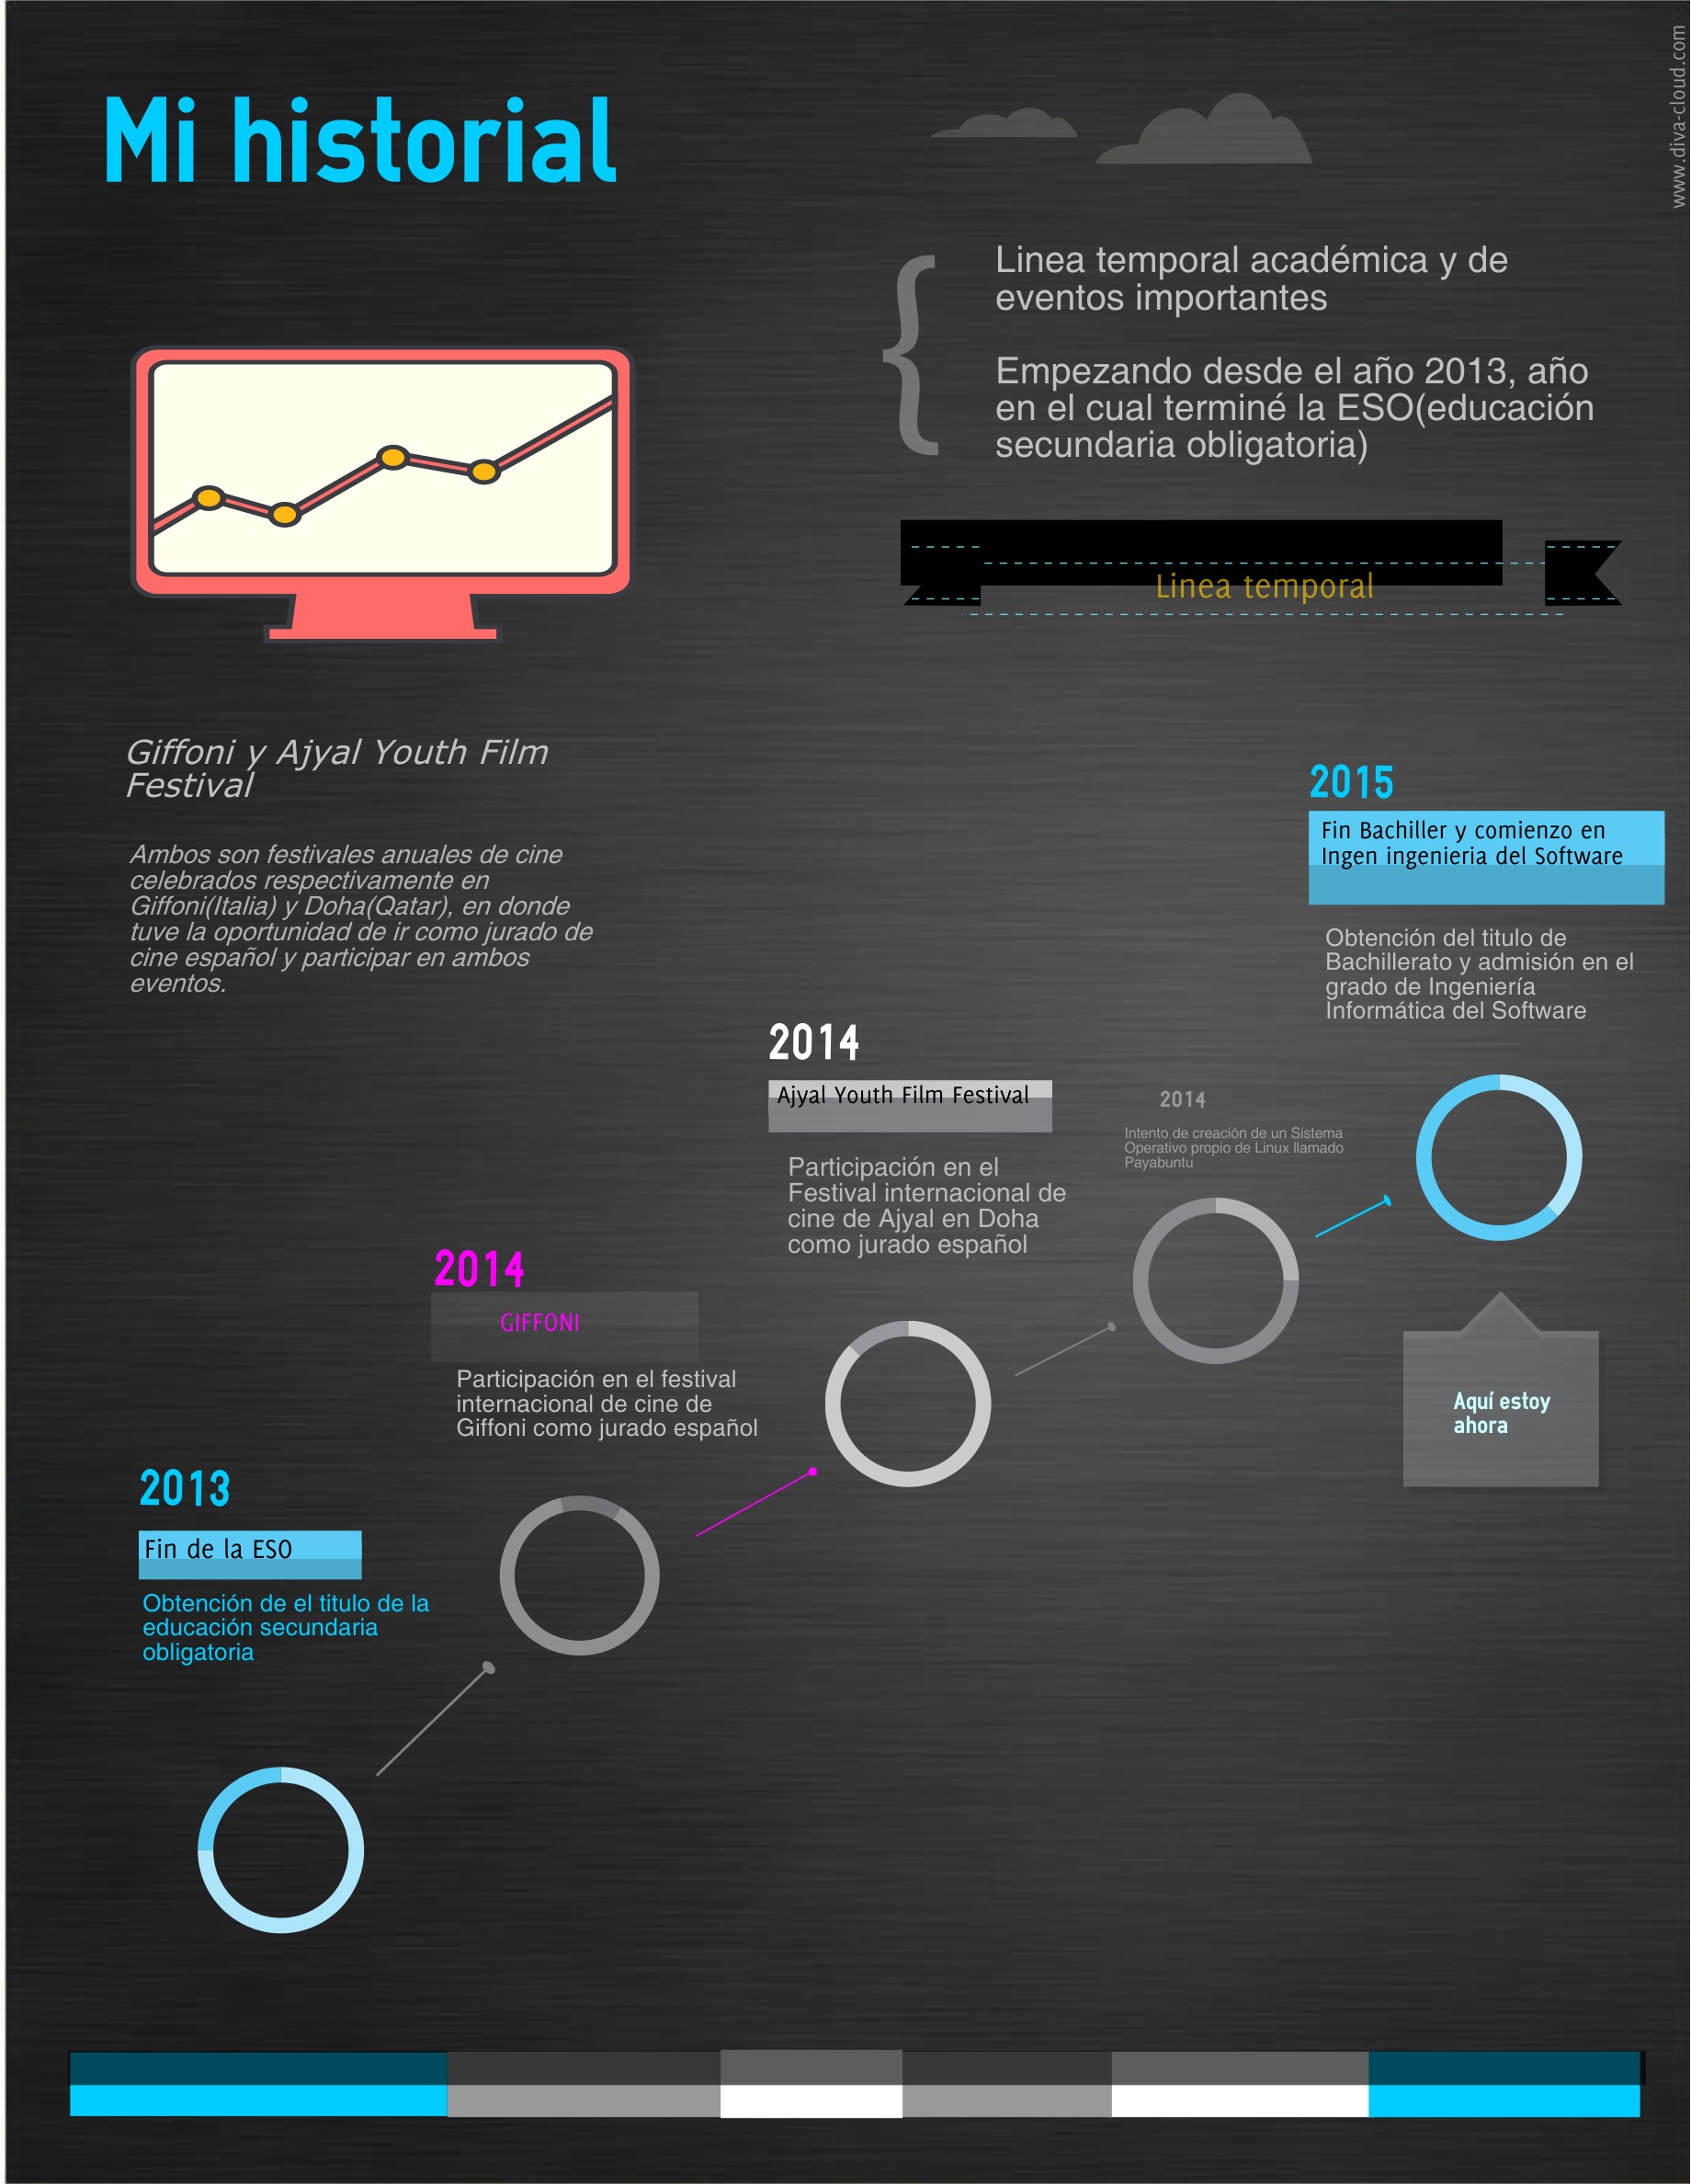 www.diva-cloud.com
Mi historial
Linea temporal académica y de
eventos importantes
Empezando desde el año 2013, año
en el cual terminé la ESO(educación
secundaria obligatoria)
Linea temporal
Giffoni y Ajyal Youth Film
Festival
Ambos son festivales anuales de cine
celebrados respectivamente en
Giffoni(Italia) y Doha(Qatar), en donde
tuve la oportunidad de ir como jurado de
cine español y participar en ambos
eventos.
2015
Fin Bachiller y comienzo en
Ingen ingenieria del Software
Obtención del titulo de
Bachillerato y admisión en el
grado de Ingeniería
Informática del Software
2014
Ajyal Youth Film Festival
Participación en el
Festival internacional de
cine de Ajyal en Doha
como jurado español
2014
Intento de creación de un Sistema
Operativo propio de Linux llamado
Payabuntu
2014
GIFFONI
Participación en el festival
internacional de cine de
Giffoni como jurado español
Aquí estoy
ahora
2013
Fin de la ESO
Obtención de el titulo de la
educación secundaria
obligatoria